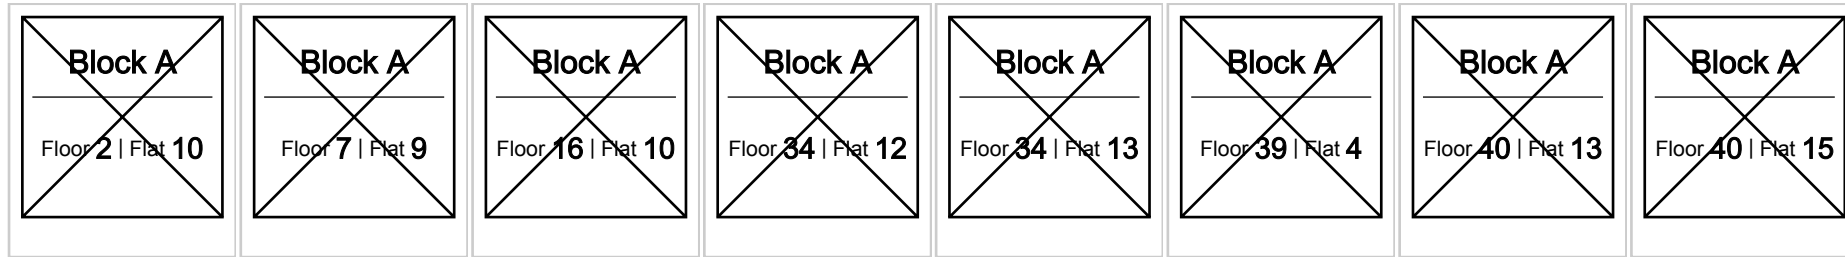 Block A
Floor 2 | Flat 10
Block A
Floor 7 | Flat 9
Block A
Floor 16 | Flat 10
Block A
Floor 34 | Flat 12
Block A
Floor 34 | Flat 13
Block A
Floor 39 | Flat 4
Block A
Floor 40 | Flat 13
Block A
Floor 40 | Flat 15